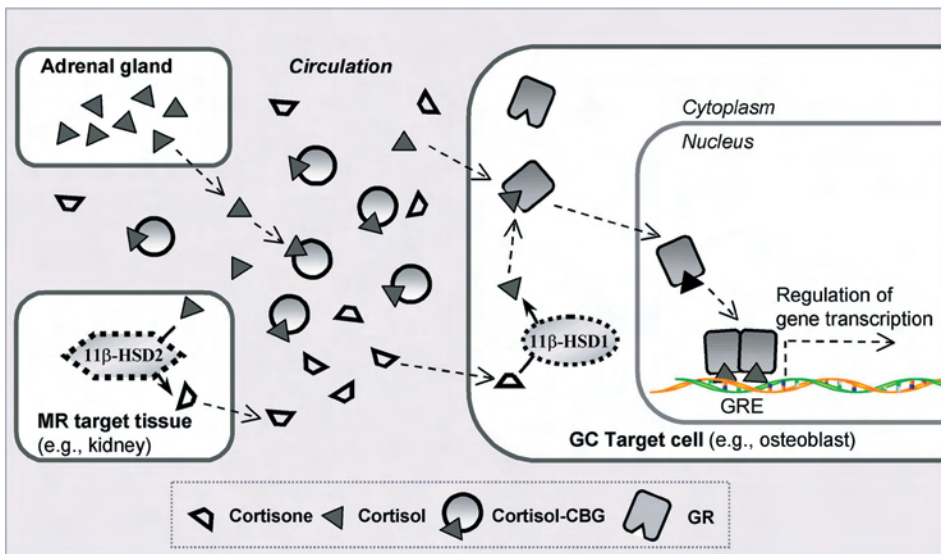 Adrenal gland
Circulation
Cytoplasm
Nucleus
Regulation of
gene transcription
11β-HSD2
11β-HSD1
MR target tissue
(e.g., kidney)
GRE
GC Target cell (e.g., osteoblast)
Cortisone Cortisol Cortisol-CBG GR